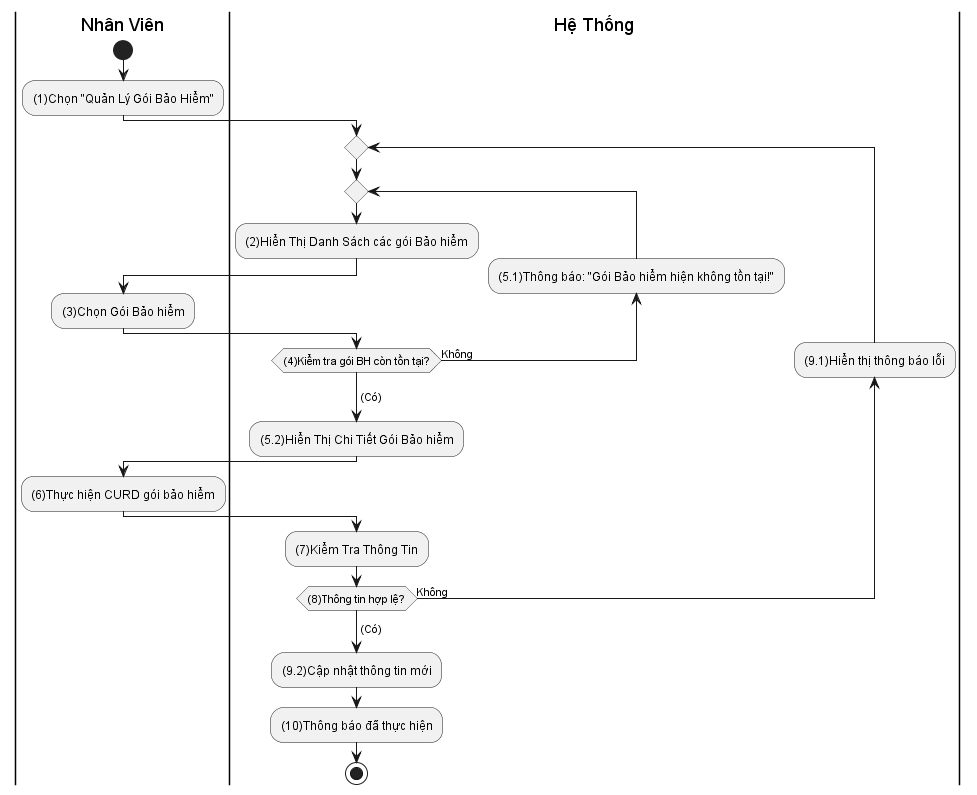 Nhân Viên
Hệ Thống
(1)Chọn "Quản Lý Gói Bảo Hiểm"
(2)Hiển Thị Danh Sách các gói Bảo hiểm
(5.1)Thông báo: "Gói Bảo hiểm hiện không tồn tại!"
(3)Chọn Gói Bảo hiểm
(4)Kiểm tra gói BH còn tồn tại?
Không
(9.1)Hiển thị thông báo lỗi
(Có)
(5.2)Hiển Thị Chi Tiết Gói Bảo hiểm
(6)Thực hiện CURD gói bảo hiểm
(7)Kiểm Tra Thông Tin
(8)Thông tin hợp lệ?
Không
(Có)
(9.2)Cập nhật thông tin mới
(10)Thông báo đã thực hiện